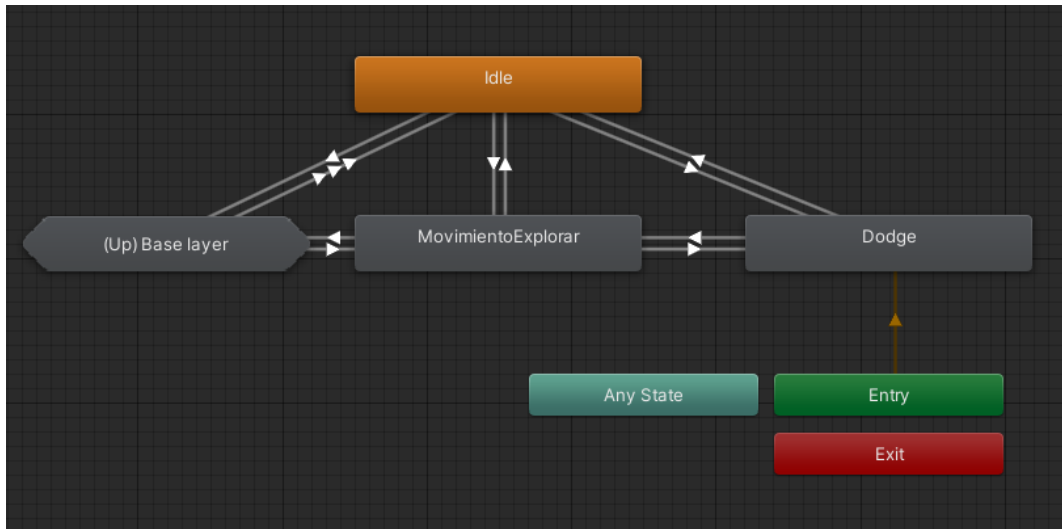 Idle
(Up) Base layer
MovimientoExplorar
Dodge
Any State
Entry
Exit